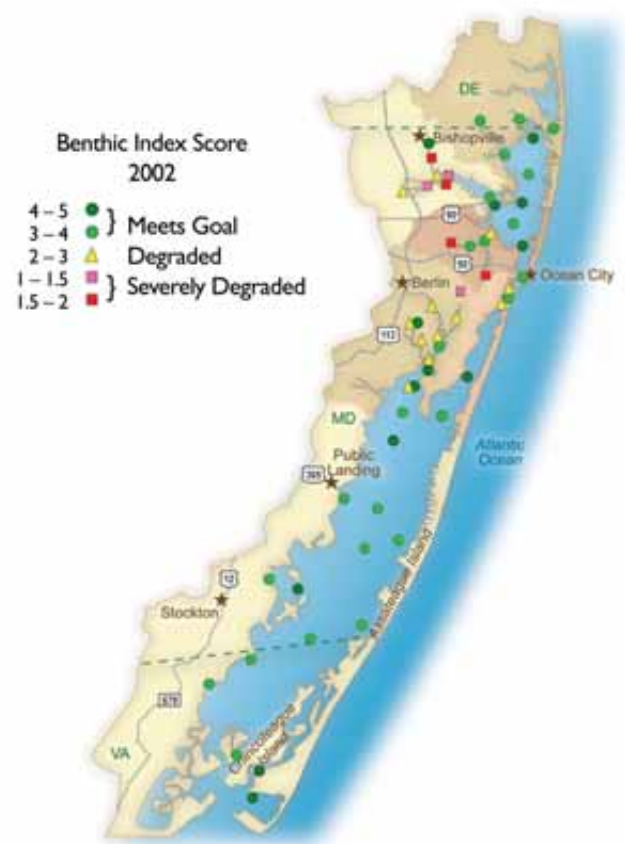 Benthic Index Score
2002
4 – 5
3 – 4
Meets Goal
2 – 3
Degraded
1 – 1.5
1.5 – 2
Severely Degraded
DE
Bishopville
90
50
Ocean City
Berlin
113
MD
Public
Landing
365
Atlantic
Ocean
Assateague Island
12
Stockton
679
VA
Chincoteague
Island